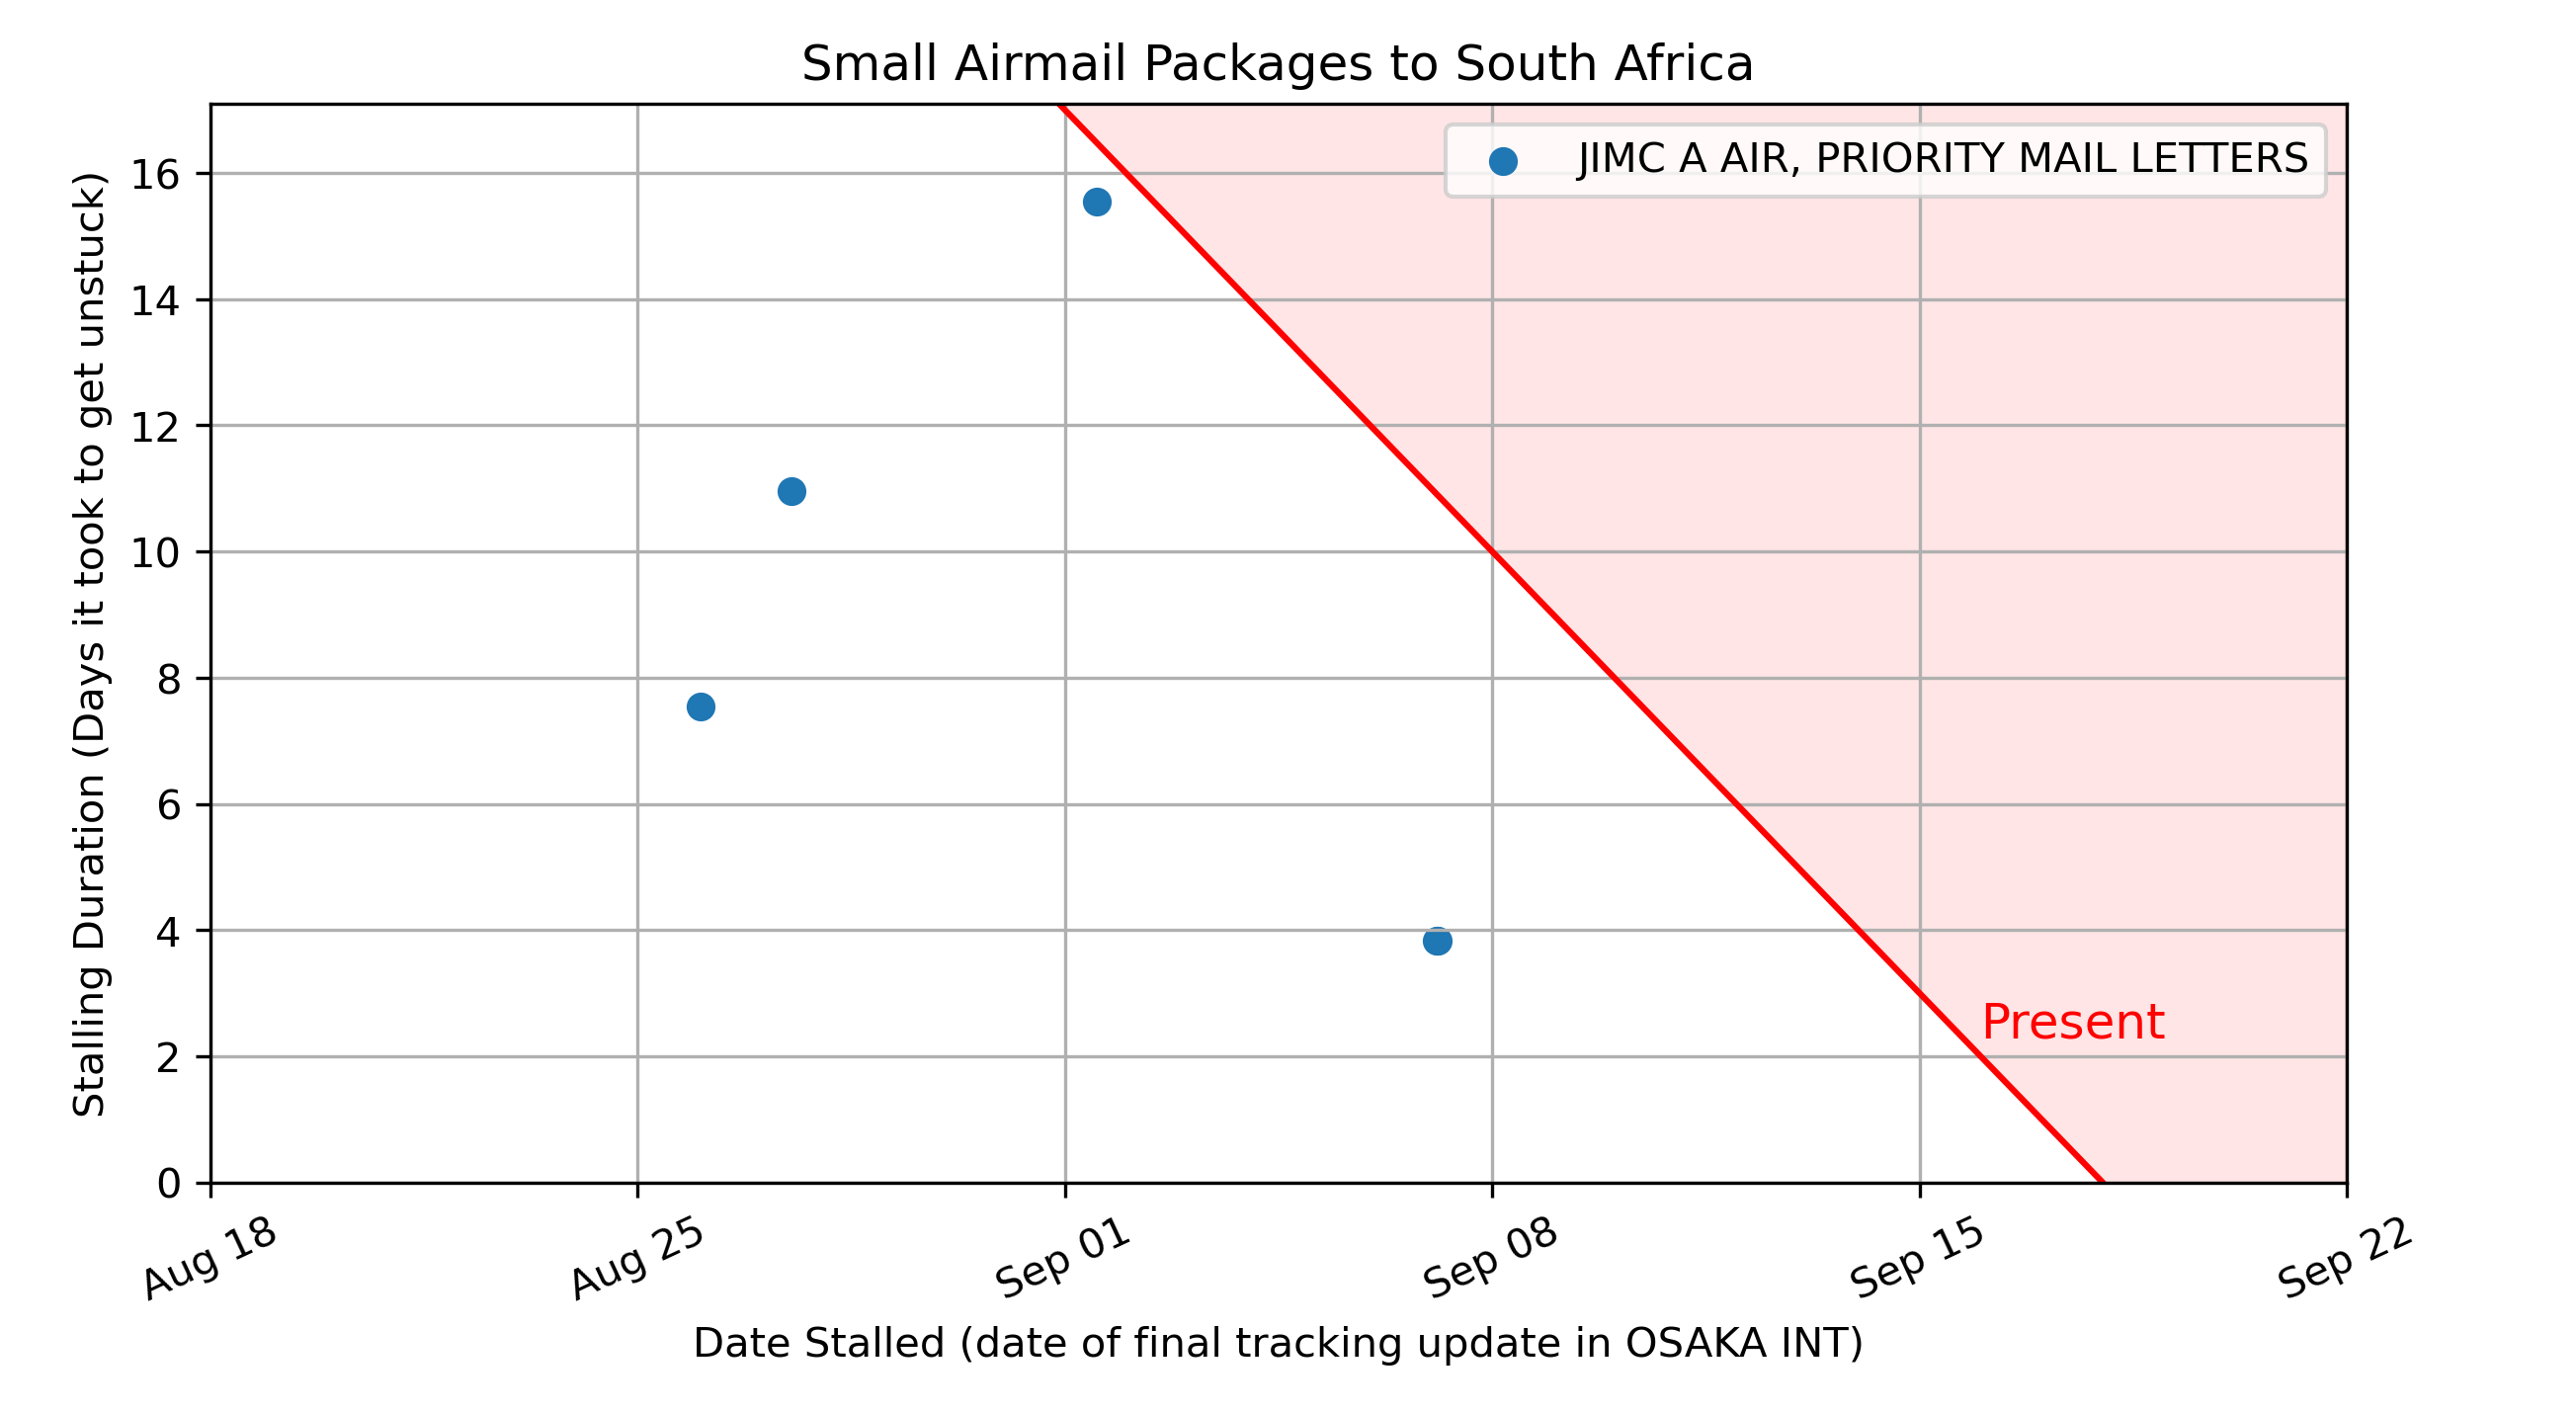 Small Airmail Packages to South Africa
JIMC A AIR, PRIORITY MAIL LETTERS
Stalling Duration (Days it took to get unstuck)
16
14
12
10
8
6
4
2
0
Present
Aug 18
Aug 25
Sep 01
Sep 08
Sep 15
Sep 22
Date Stalled (date of final tracking update in OSAKA INT)